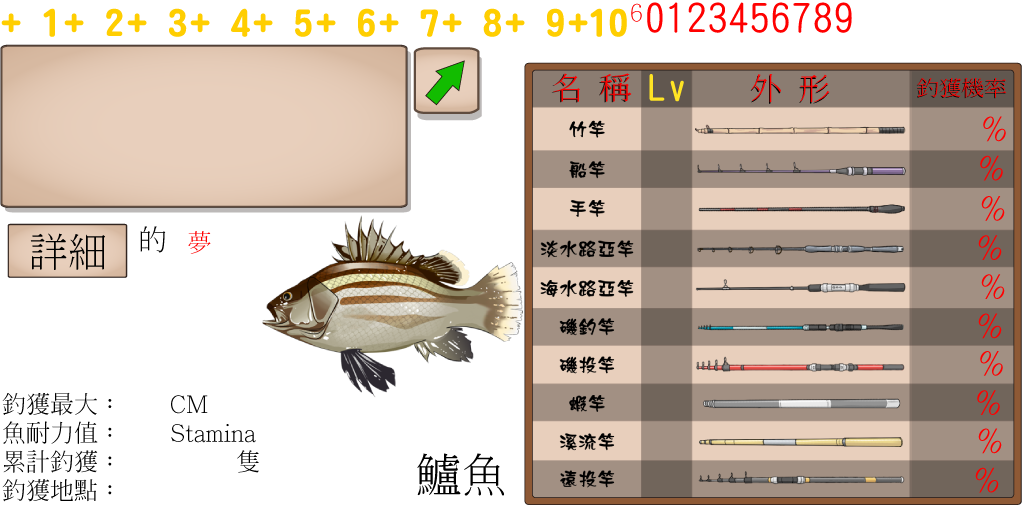 + 1+ 2+ 3+ 4+ 5+ 6+ 7+ 8+ 9+10 6 0123456789
名 稱 Lv 外 形 釣獲機率
竹竿 %
船竿 %
手竿 %
淡水路亞竿 %
海水路亞竿 %
磯釣竿 %
磯投竿 %
蝦竿 %
溪流竿 %
遠投竿 %
詳細 的 夢
釣獲最大： CM
魚耐力值： Stamina
累計釣獲： 隻
釣獲地點：
鱸魚